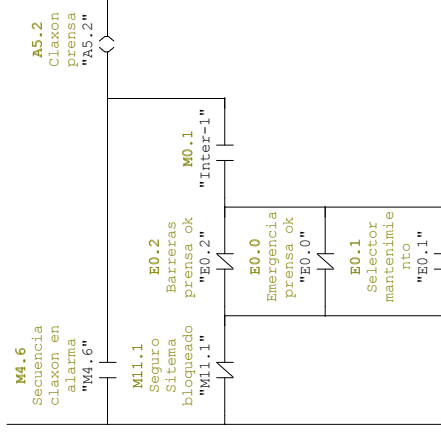 A5.2
Claxon
prensa
"A5.2"
M0.1
"Inter-1"
E0.2
Barreras
prensa ok
"E0.2"
E0.0
Emergencia
prensa ok
"E0.0"
E0.1
Selector
mantenimie
nto
"E0.1"
M4.6
Secuencia
claxon en
alarma
"M4.6"
M11.1
Seguro
Sitema
bloqueado
"M11.1"